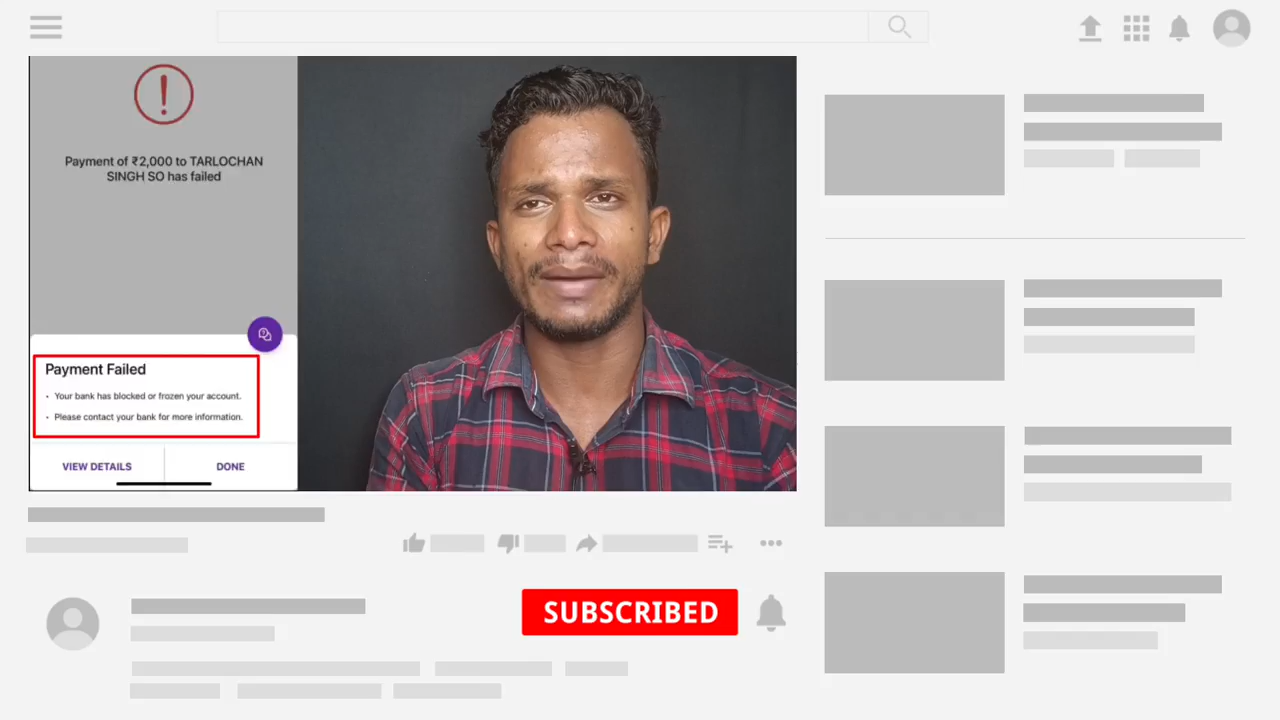 Payment of ₹2,000 to TARLOCHAN
SINGH SO has failed
Payment Failed
• Your bank has blocked or frozen your account.
• Please contact your bank for more information.
VIEW DETAILS
DONE
SUBSCRIBED